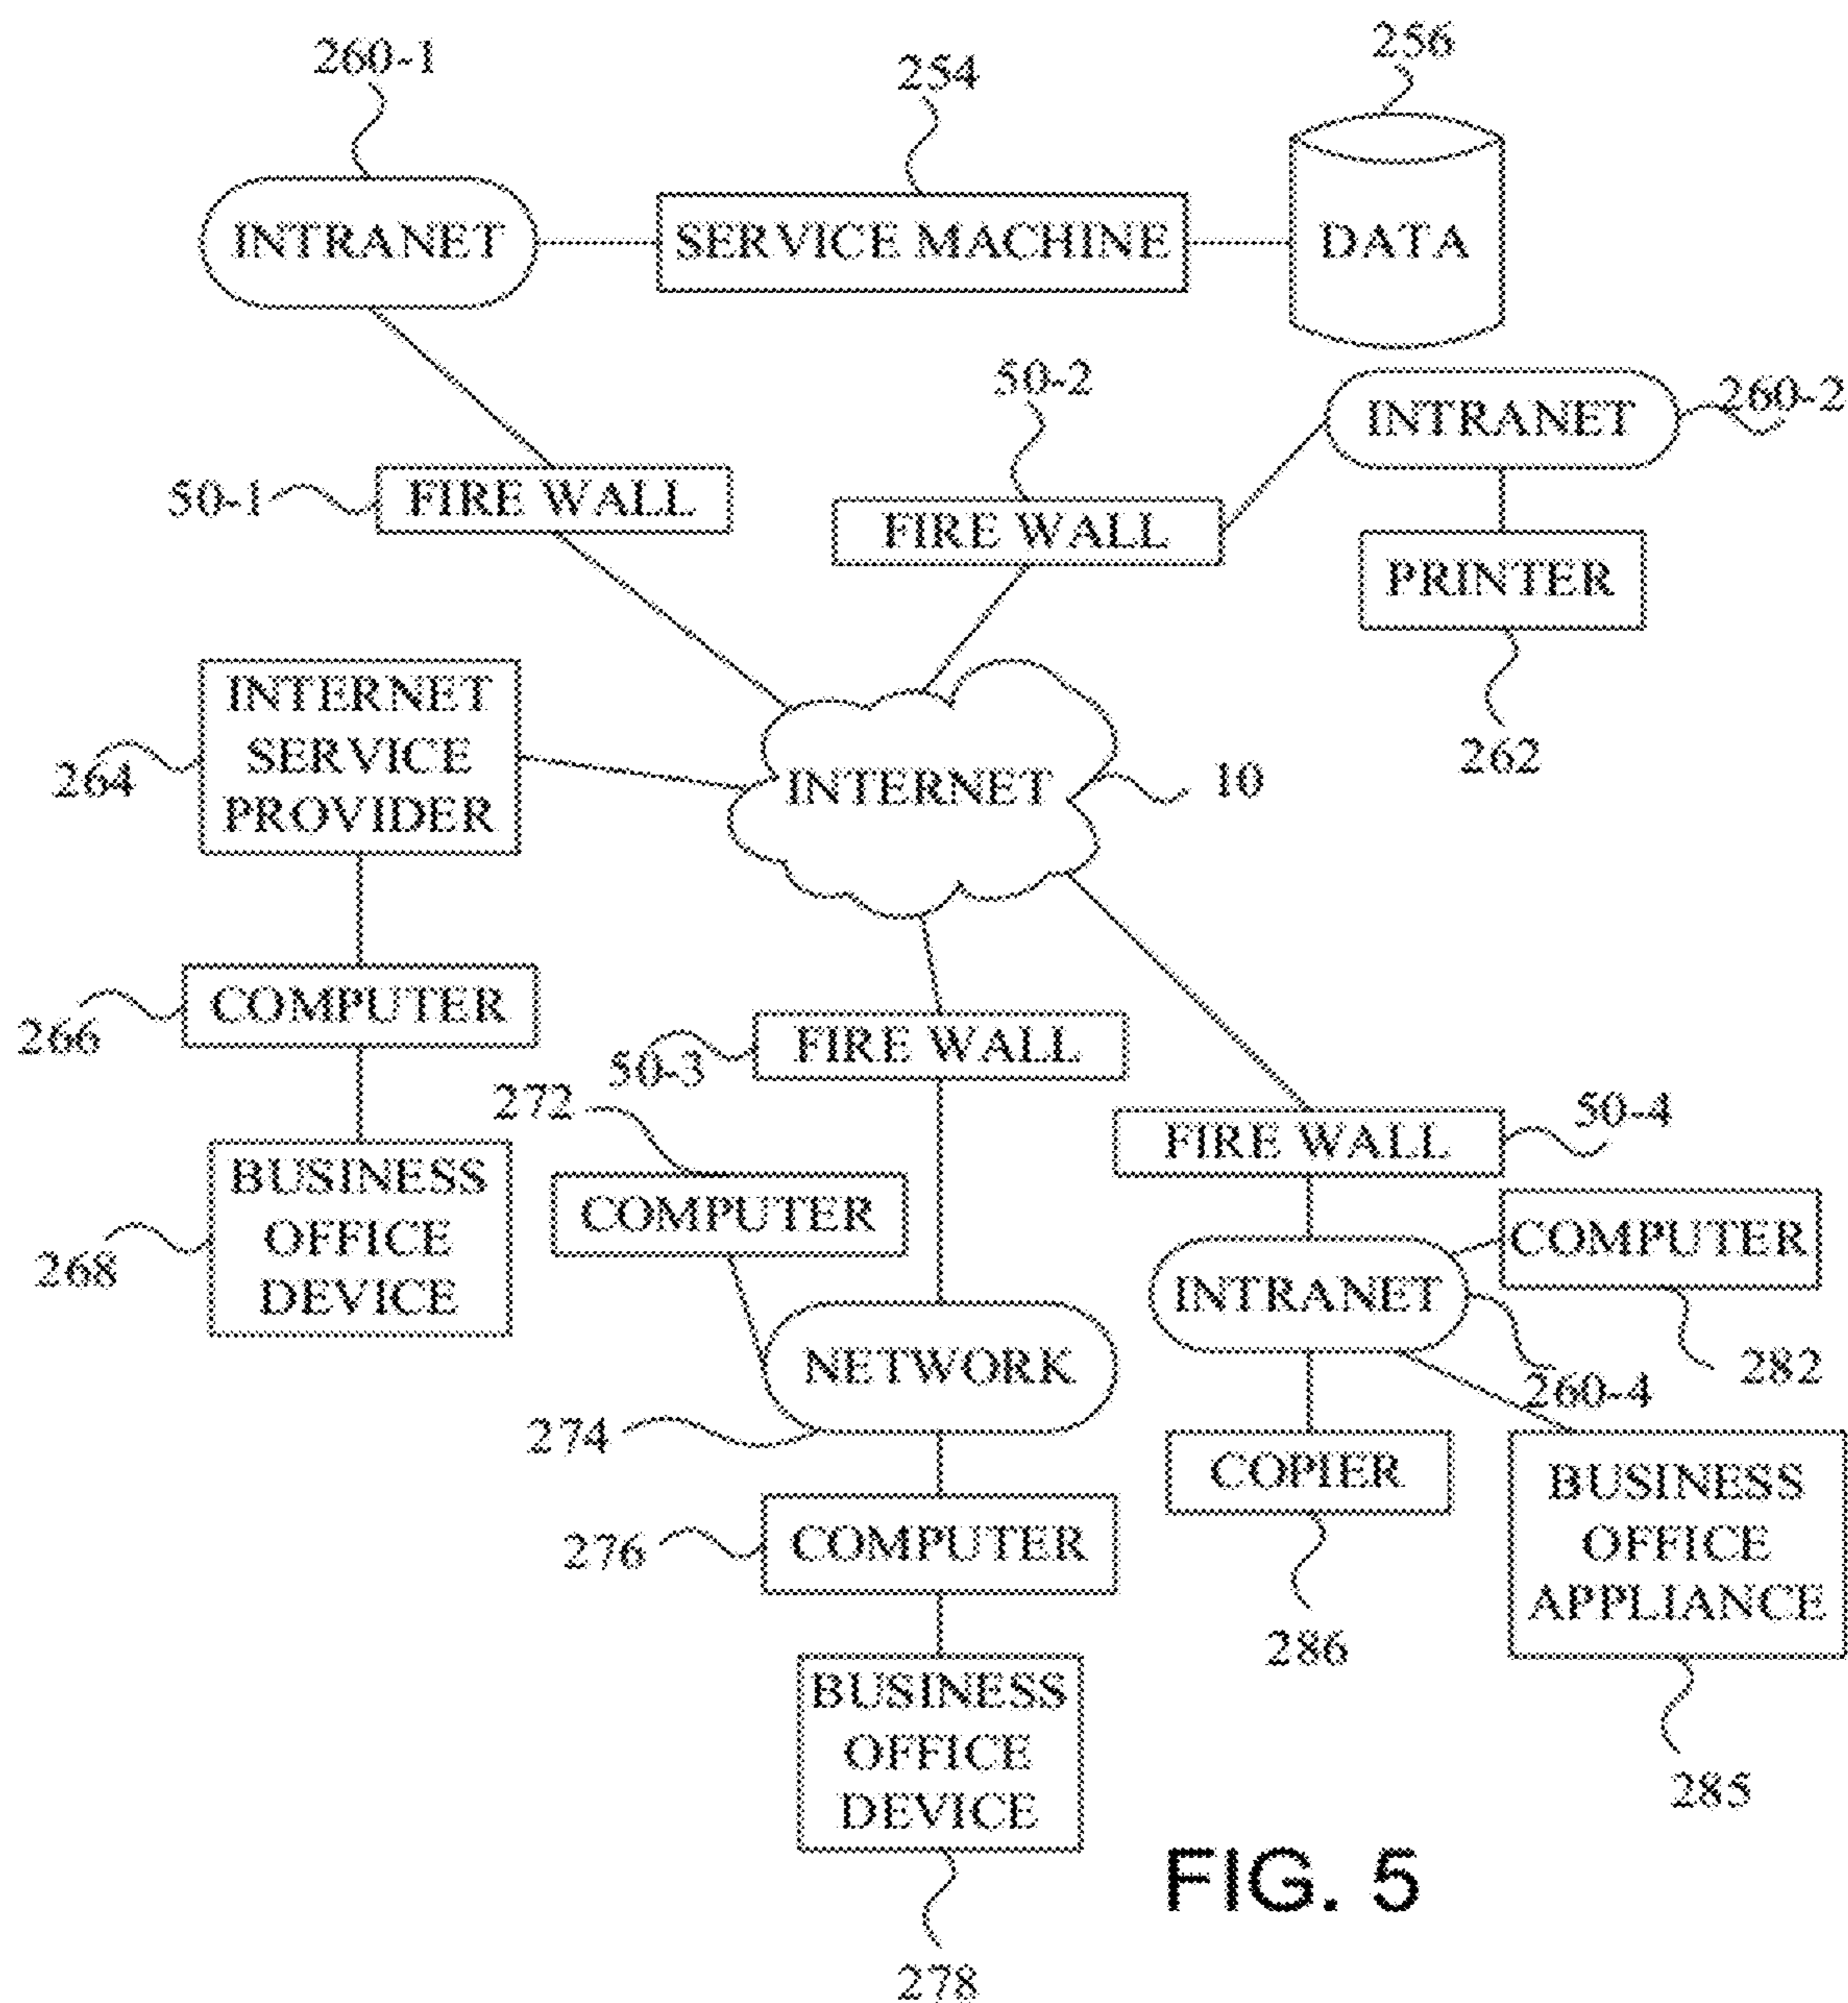 260-1
254
256
INTRANET
SERVICE MACHINE
DATA
50-2
260-2
INTRANET
50-1
FIRE WALL
FIRE WALL
PRINTER
INTERNET
SERVICE
PROVIDER
264
262
INTERNET
10
COMPUTER
266
FIRE WALL
50-3
272
50-4
FIRE WALL
BUSINESS
OFFICE
DEVICE
268
COMPUTER
COMPUTER
INTRANET
282
260-4
NETWORK
274
COPIER
BUSINESS
OFFICE
APPLIANCE
276
COMPUTER
286
BUSINESS
OFFICE
DEVICE
285
FIG. 5
278